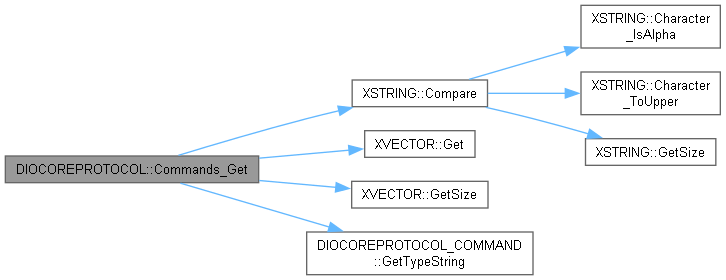 DIOCOREPROTOCOL::Commands_Get
XSTRING::Compare
XSTRING::Character
_IsAlpha
XSTRING::Character
_ToUpper
XSTRING::GetSize
XVECTOR::Get
XVECTOR::GetSize
DIOCOREPROTOCOL_COMMAND
::GetTypeString